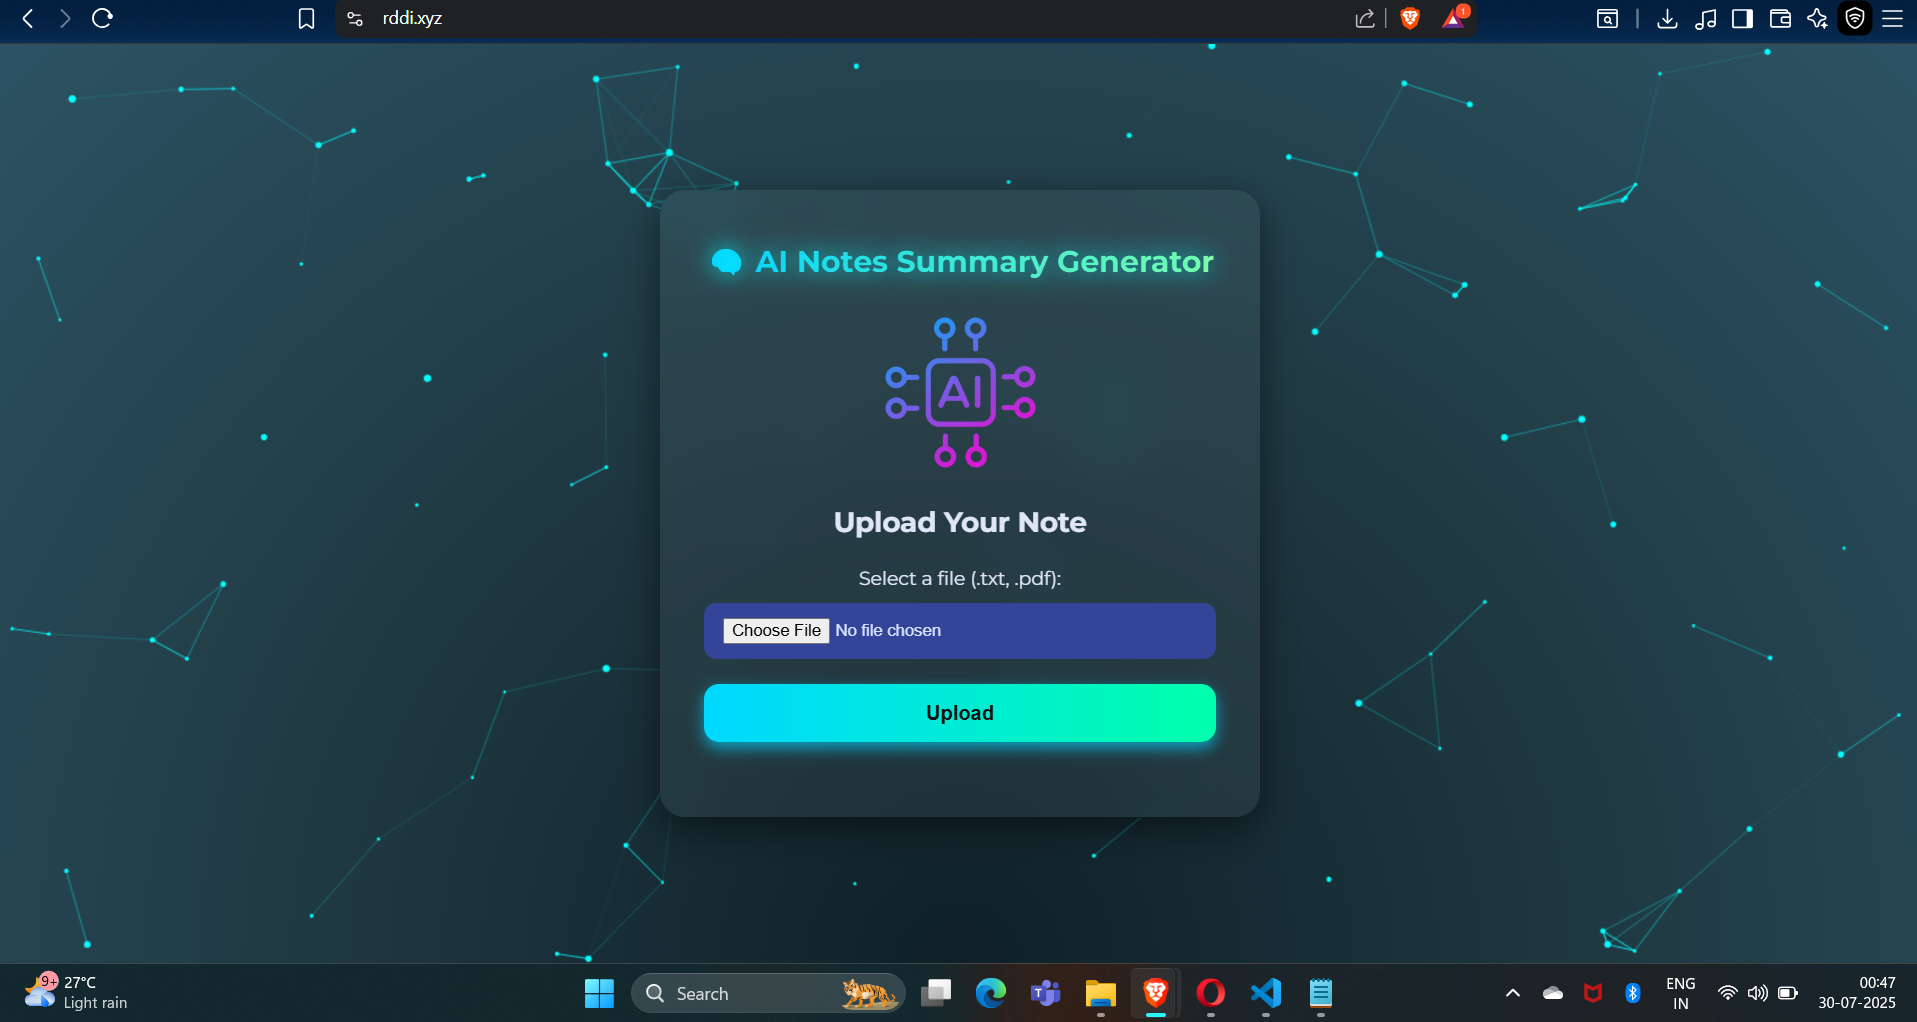 rddi.xyz
1
AI Notes Summary Generator
AI
Upload Your Note
Select a file (.txt, .pdf):
Choose File No file chosen
Upload
9+
27°C
Light rain
Search
T
ENG
IN
00:47
30-07-2025